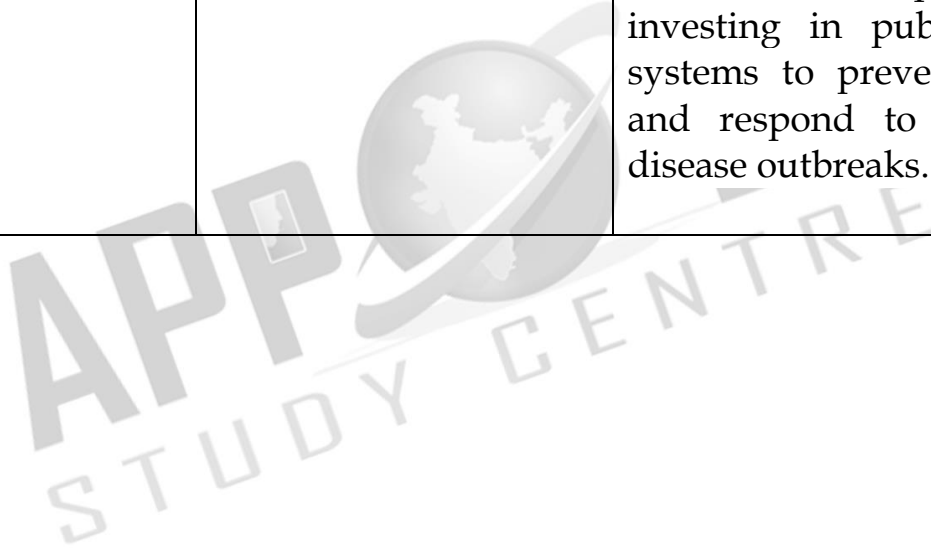 investing in pub
systems to preve
and respond to
disease outbreaks.
APP
STUDY CENTRE